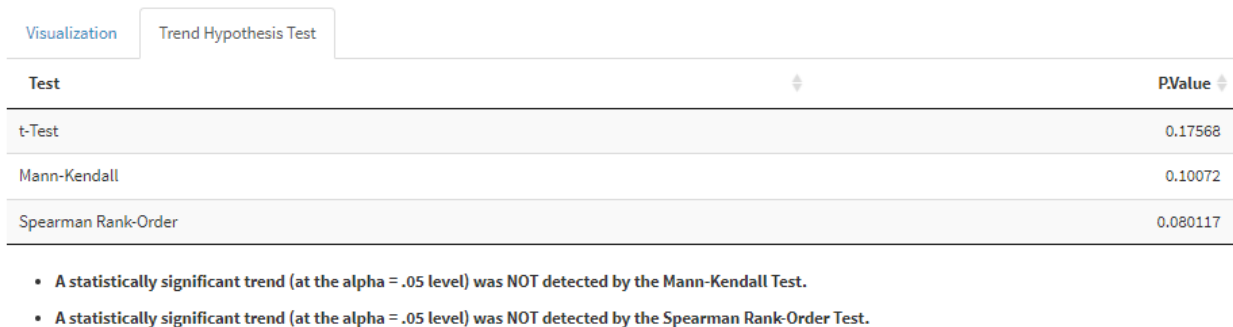 Visualization Trend Hypothesis Test
Test P.Value
t-Test 0.17568
Mann-Kendall 0.10072
Spearman Rank-Order 0.080117
• A statistically significant trend (at the alpha = .05 level) was NOT detected by the Mann-Kendall Test.
• A statistically significant trend (at the alpha = .05 level) was NOT detected by the Spearman Rank-Order Test.